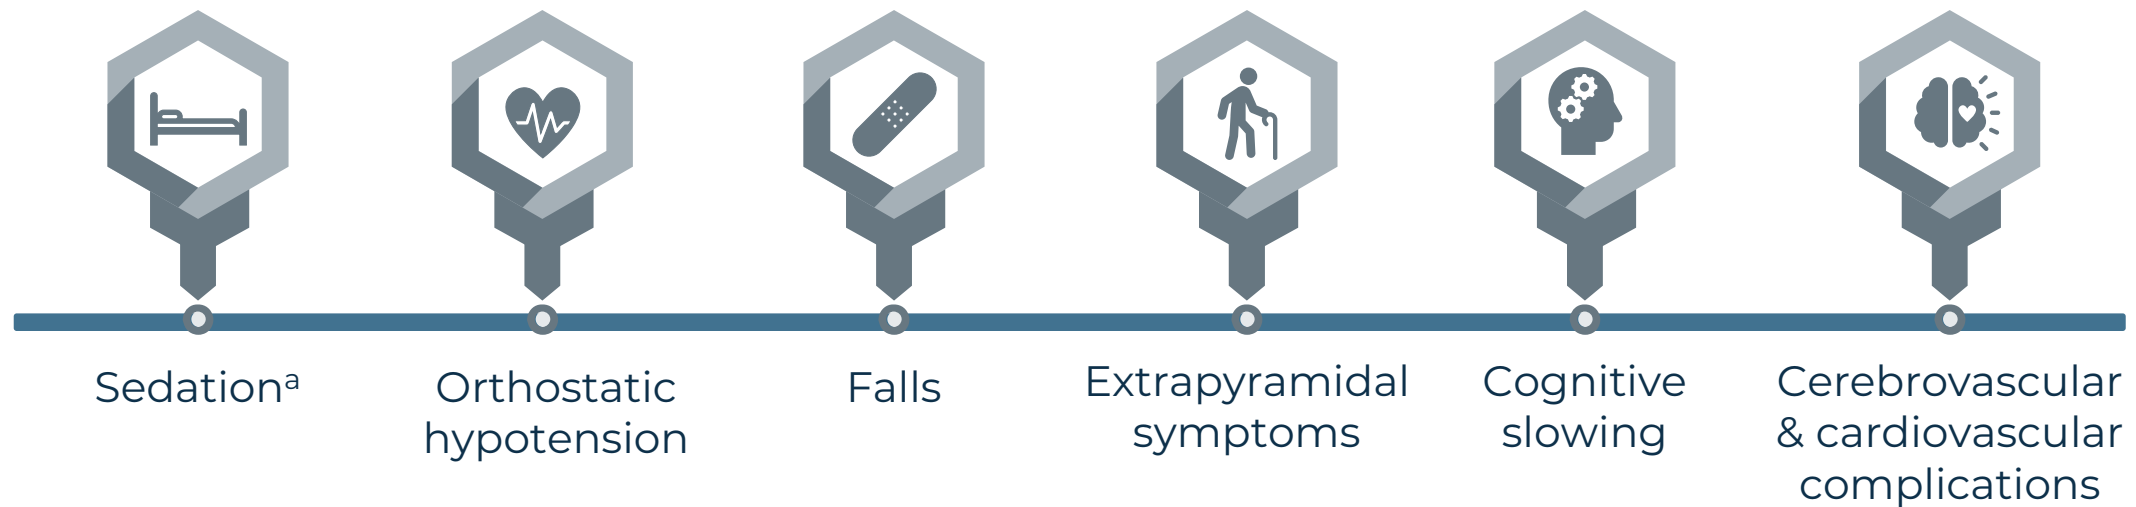 Sedationᵃ
Orthostatic
hypotension
Falls
Extrapyramidal
symptoms
Cognitive
slowing
Cerebrovascular
& cardiovascular
complications